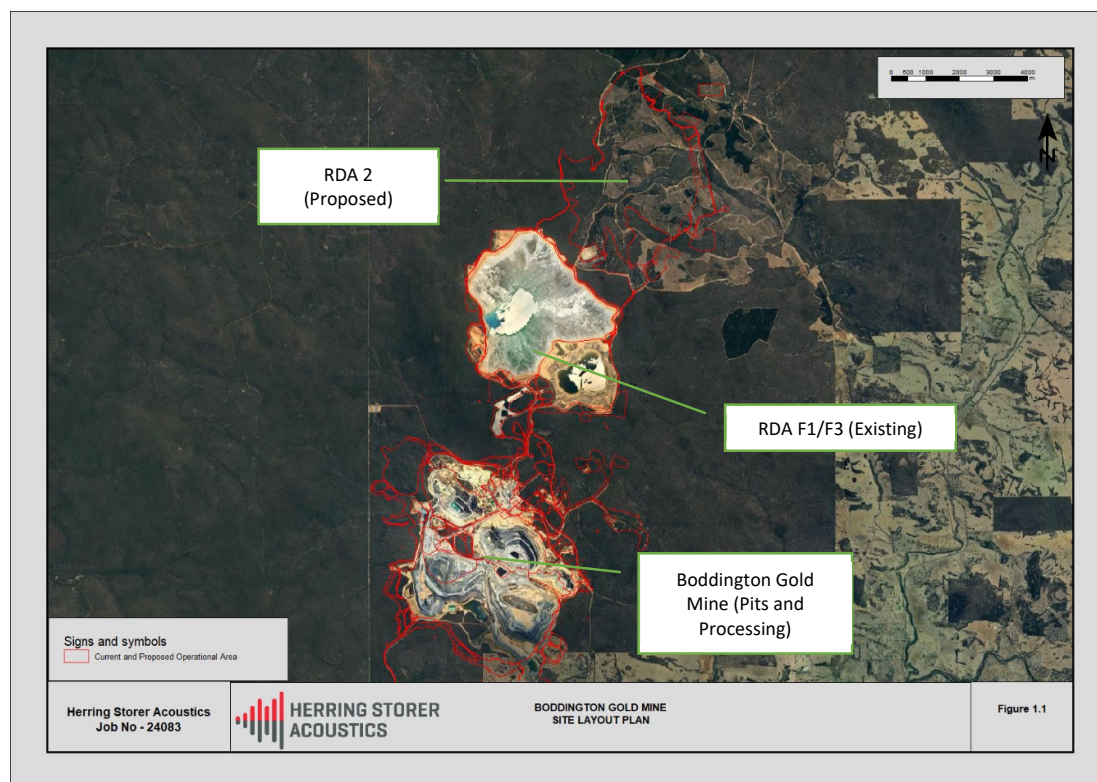 0 500 1000 2000 3000 4000
m
N
RDA 2
(Proposed)
RDA F1/F3 (Existing)
Boddington Gold
Mine (Pits and
Processing)
Signs and symbols
Current and Proposed Operational Area
Herring Storer Acoustics
Job No - 24083
HERRING STORER
ACOUSTICS
BODDINGTON GOLD MINE
SITE LAYOUT PLAN
Figure 1.1